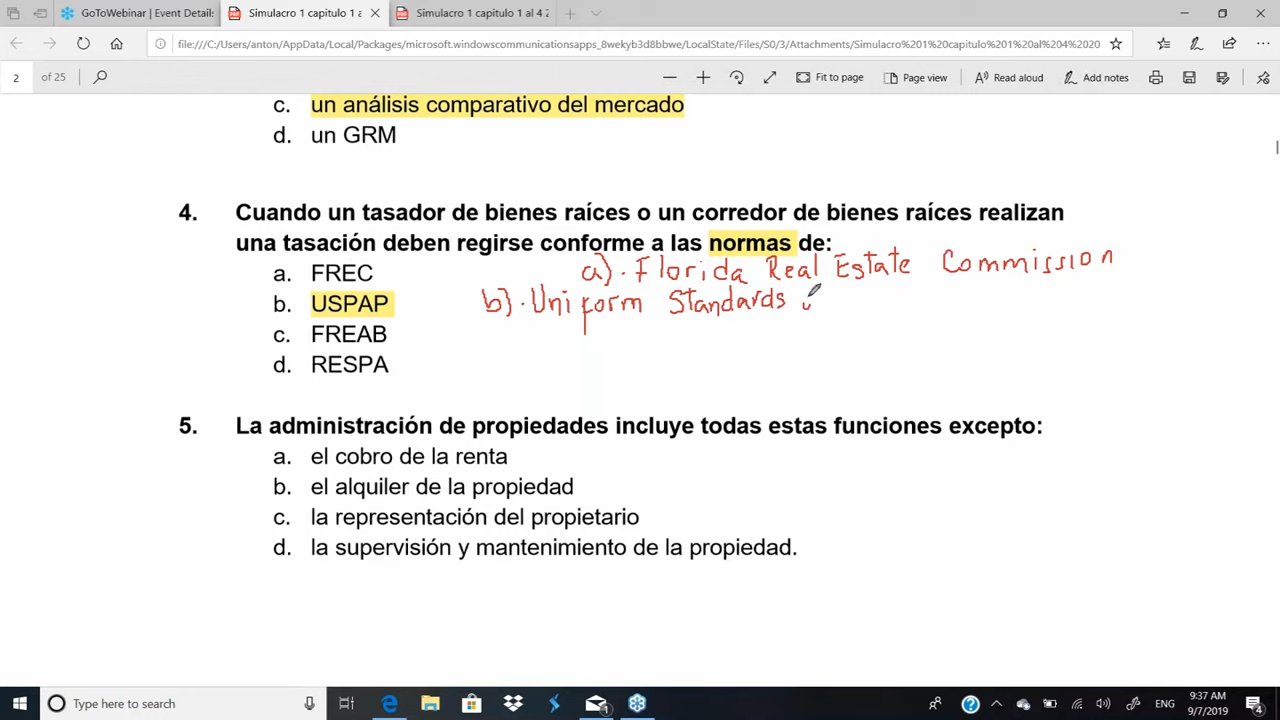 GoToWebinar | Event Details
Simulacro 1 capitulo 1 a
Simulacro 1 capitulo 1 al 4 2
file:///C:/Users/anton/AppData/Local/Packages/microsoft.windowscommunicationsapps_8wekyb3d8bbwe/LocalState/Files/S0/3/Attachments/Simulacro%201%20capitulo%201%20al%204%2020
2 of 25
Fit to page
Page view
Read aloud
Add notes
c. un análisis comparativo del mercado
d. un GRM
4. Cuando un tasador de bienes raíces o un corredor de bienes raíces realizan
una tasación deben regirse conforme a las normas de:
a. FREC
a). Florida Real Estate Commission
b. USPAP
b). Uniform Standards
c. FREAB
d. RESPA
5. La administración de propiedades incluye todas estas funciones excepto:
a. el cobro de la renta
b. el alquiler de la propiedad
c. la representación del propietario
d. la supervisión y mantenimiento de la propiedad.
Type here to search
ENG
9:37 AM
9/7/2019